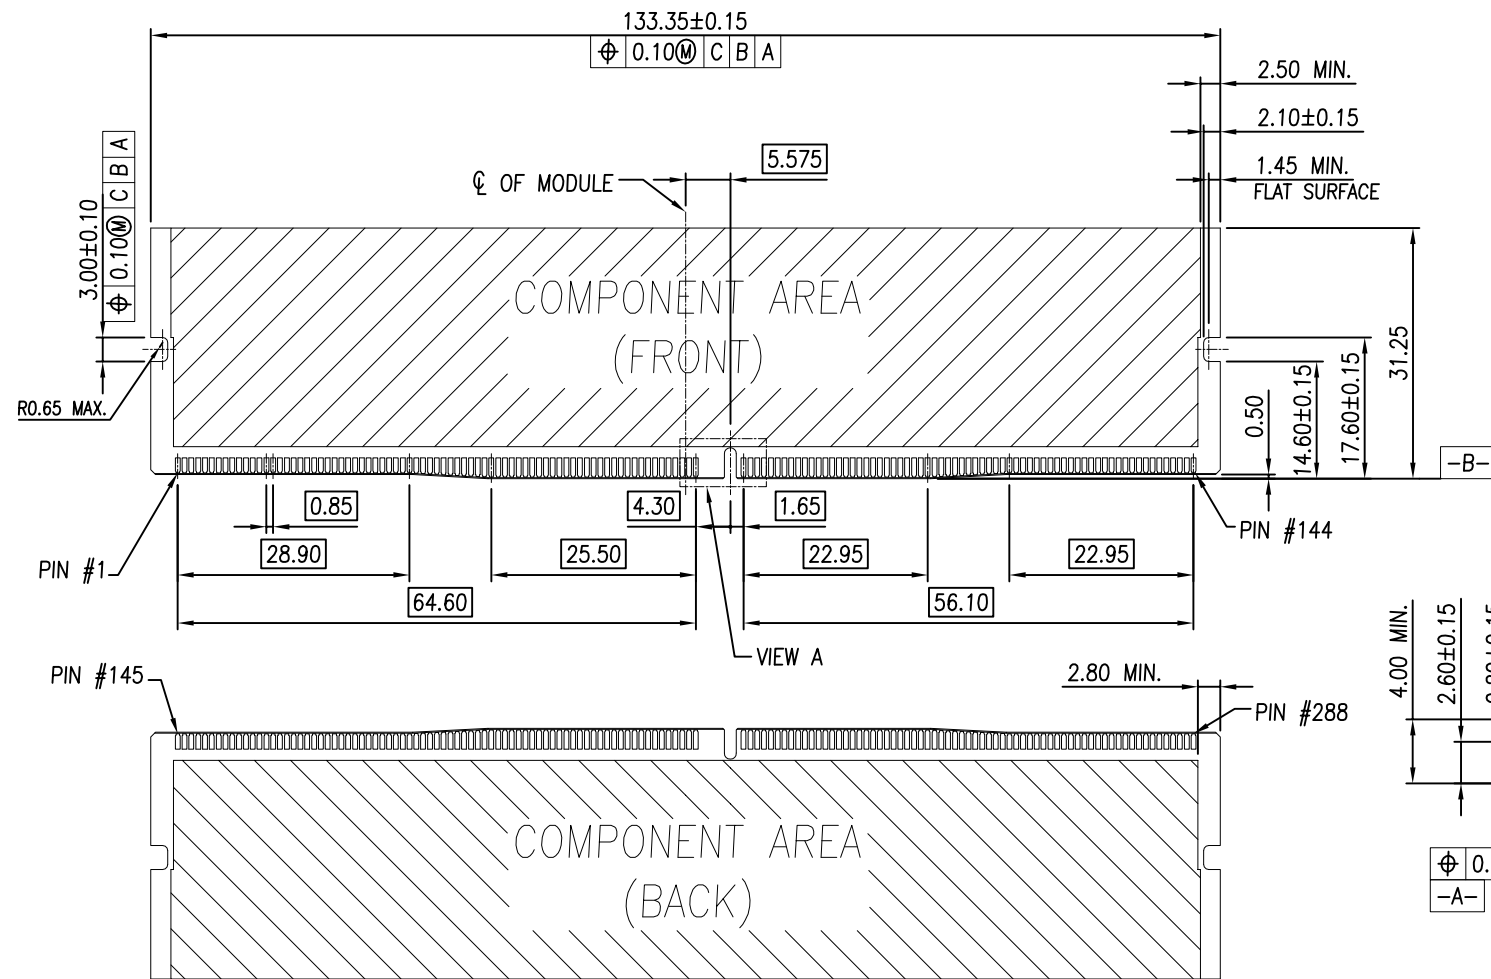 133.35±0.15
⌖ 0.10Ⓜ C B A
2.50 MIN.
2.10±0.15
5.575
1.45 MIN.
FLAT SURFACE
℄ OF MODULE
3.00±0.10
⌖ 0.10Ⓜ C B A
COMPONENT AREA
(FRONT)
R0.65 MAX.
0.50
14.60±0.15
17.60±0.15
31.25
-B-
0.85
4.30
1.65
PIN #144
PIN #1
28.90
25.50
22.95
22.95
64.60
56.10
VIEW A
PIN #145
2.80 MIN.
PIN #288
4.00 MIN.
2.60±0.15
COMPONENT AREA
(BACK)
⌖ 0.
-A-